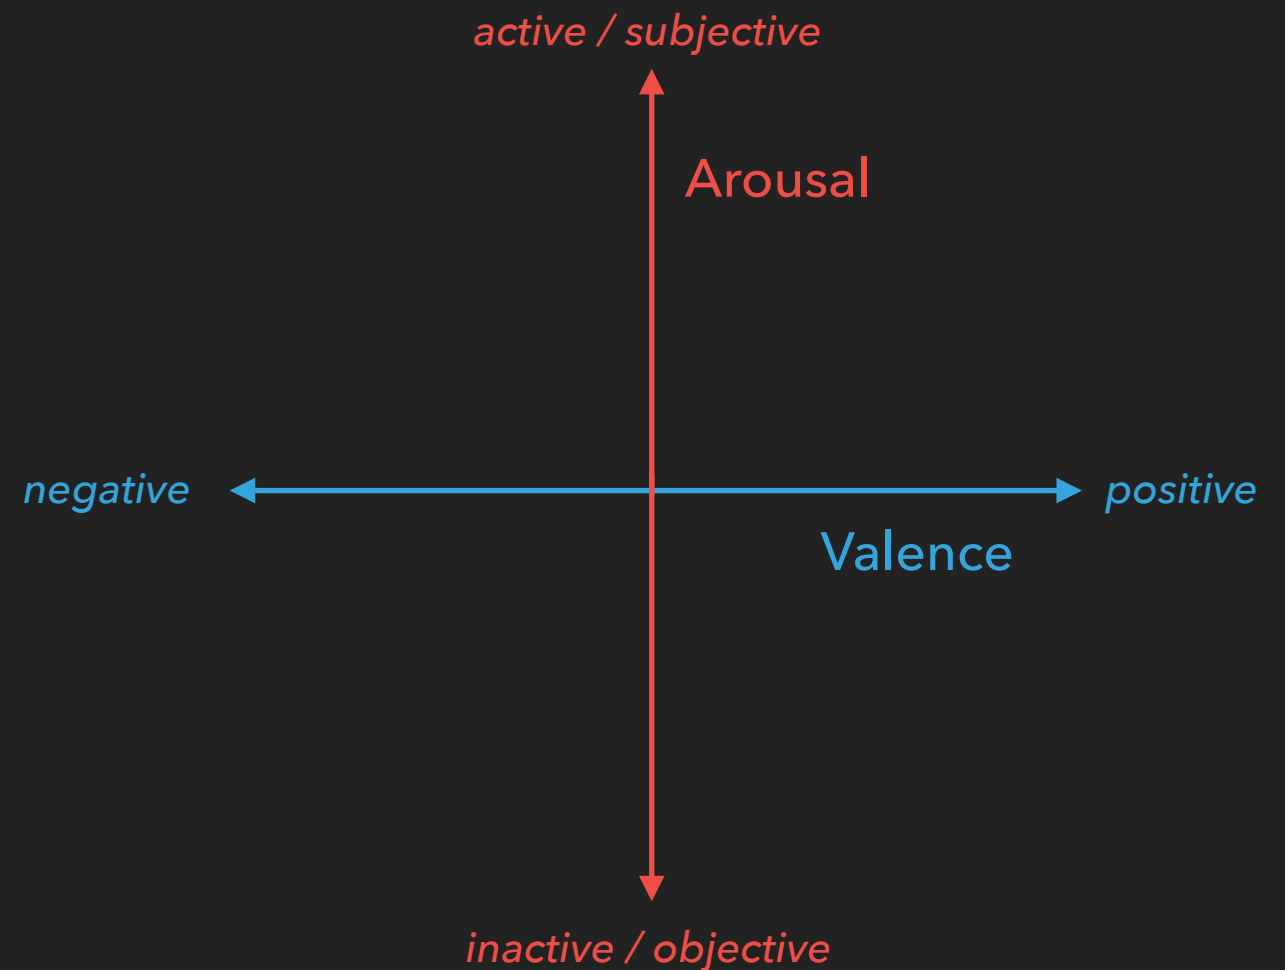 active / subjective
Arousal
negative
positive
Valence
inactive / objective